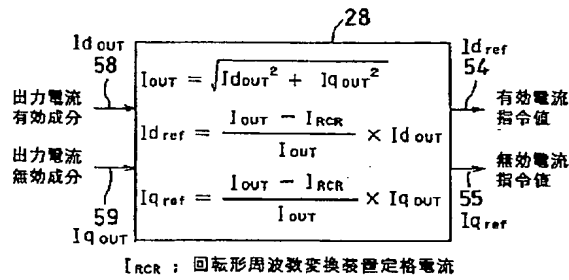 28
Id OUT
58
出力電流
有効成分
出力電流
無効成分
59
Iq OUT
I OUT = √(Id OUT² + Iq OUT²)
Id ref = (I OUT − I RCR) / I OUT × Id OUT
Iq ref = (I OUT − I RCR) / I OUT × Iq OUT
Id ref
54
有効電流
指令値
無効電流
指令値
55
Iq ref
I RCR ; 回転形周波数変換装置定格電流